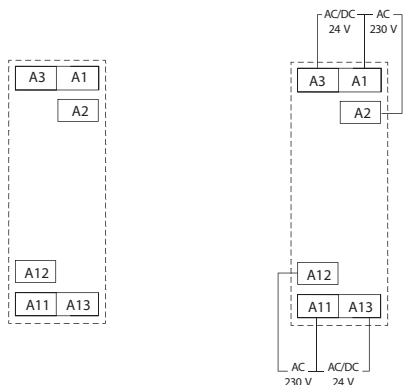 AC/DC AC
24 V 230 V
A3 A1
A2
A12
A11 A13
A3 A1
A2
A12
A11 A13
AC AC/DC
230 V 24 V